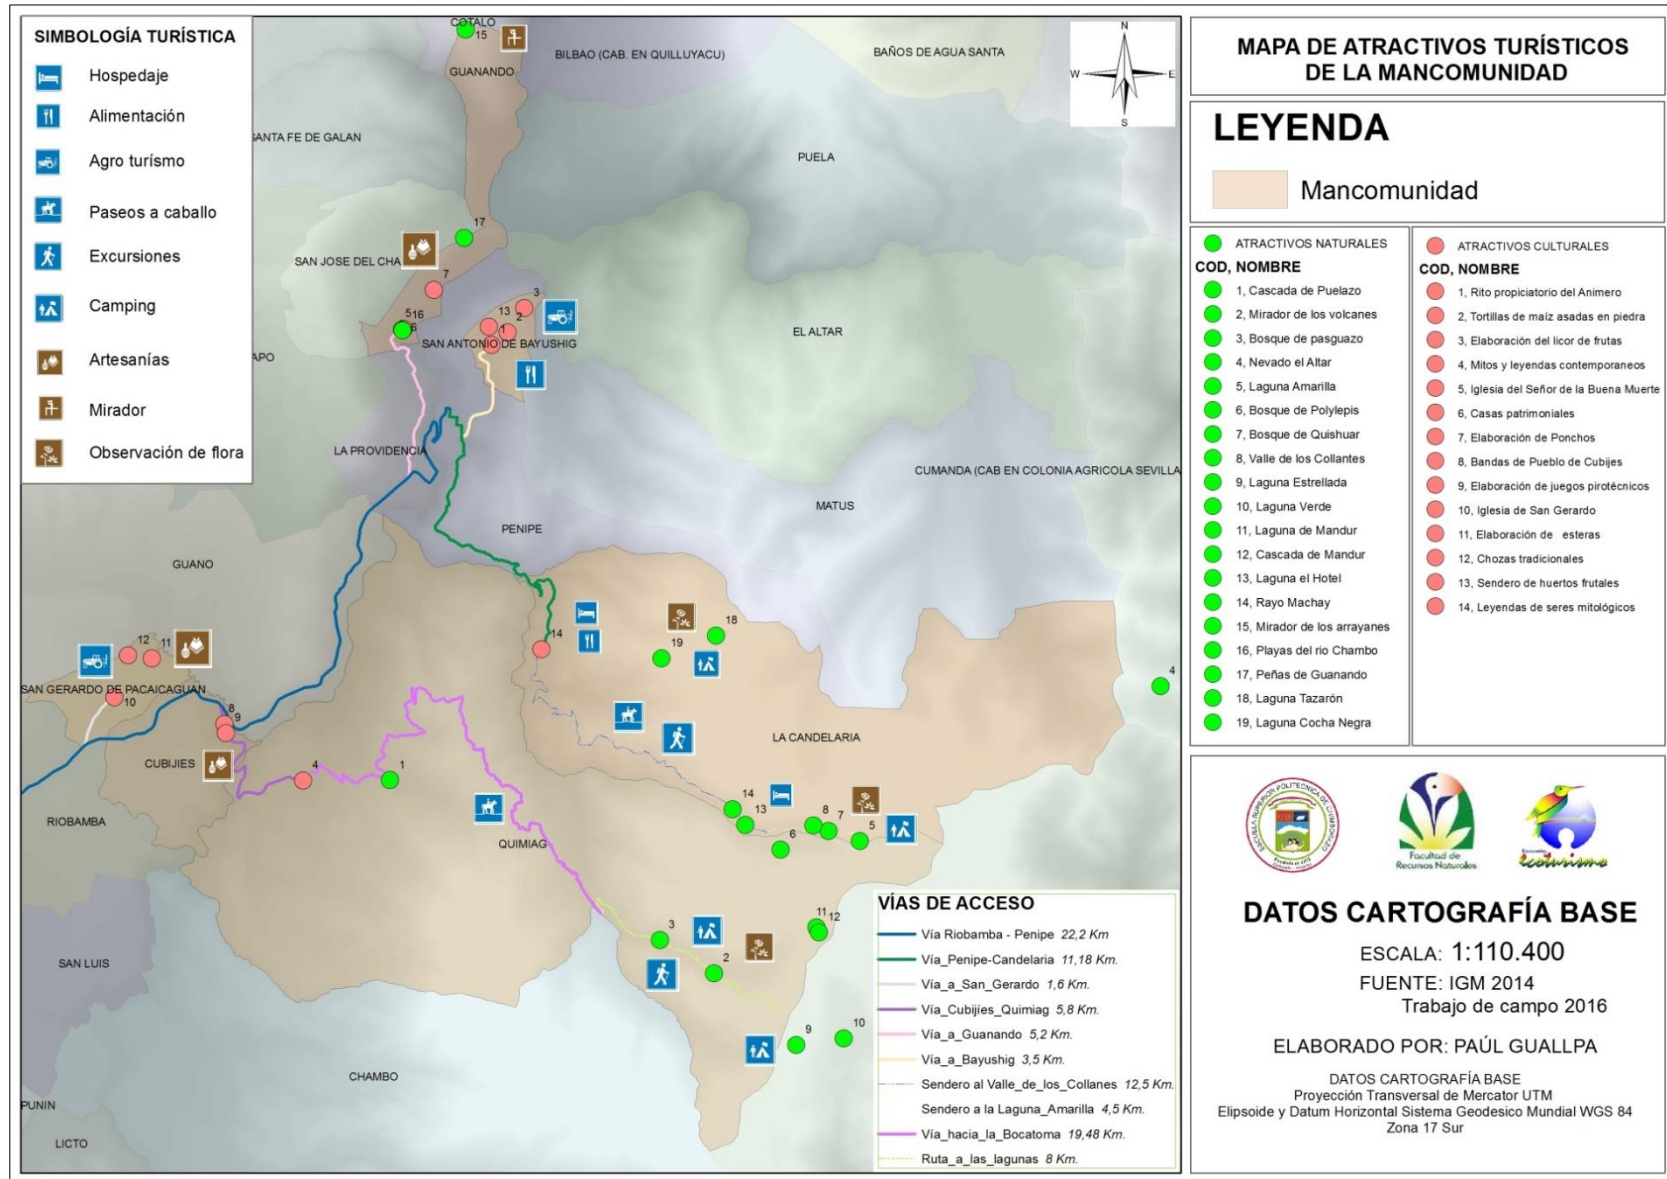 SIMBOLOGÍA TURÍSTICA
Hospedaje
Alimentación
Agro turísmo
Paseos a caballo
Excursiones
Camping
Artesanías
Mirador
Observación de flora
COTALO
15
GUANANDO
BILBAO (CAB. EN QUILLUYACU)
BAÑOS DE AGUA SANTA
N
W
E
S
SANTA FE DE GALAN
PUELA
17
SAN JOSE DEL CHA
7
3
13
2
1
5
16
6
SAN ANTONIO DE BAYUSHIG
EL ALTAR
APO
LA PROVIDENCIA
CUMANDA (CAB EN COLONIA AGRICOLA SEVILLA
MATUS
PENIPE
GUANO
14
18
19
12
11
4
SAN GERARDO DE PACAICAGUAN
10
8
9
LA CANDELARIA
CUBIJIES
4
1
14
13
8
7
5
6
RIOBAMBA
QUIMIAG
11
12
3
2
SAN LUIS
9
10
CHAMBO
PUNIN
LICTO
VÍAS DE ACCESO
Vía Riobamba - Penipe 22,2 Km
Vía_Penipe-Candelaria 11,18 Km.
Vía_a_San_Gerardo 1,6 Km.
Vía_Cubijíes_Quimiag 5,8 Km.
Vía_a_Guanando 5,2 Km.
Vía_a_Bayushig 3,5 Km.
Sendero al Valle_de_los_Collanes 12,5 Km.
Sendero a la Laguna_Amarilla 4,5 Km.
Vía_hacia_la_Bocatoma 19,48 Km.
Ruta_a_las_lagunas 8 Km.
MAPA DE ATRACTIVOS TURÍSTICOS
DE LA MANCOMUNIDAD
LEYENDA
Mancomunidad
ATRACTIVOS NATURALES
COD, NOMBRE
1, Cascada de Puelazo
2, Mirador de los volcanes
3, Bosque de pasguazo
4, Nevado el Altar
5, Laguna Amarilla
6, Bosque de Polylepis
7, Bosque de Quishuar
8, Valle de los Collantes
9, Laguna Estrellada
10, Laguna Verde
11, Laguna de Mandur
12, Cascada de Mandur
13, Laguna el Hotel
14, Rayo Machay
15, Mirador de los arrayanes
16, Playas del rio Chambo
17, Peñas de Guanando
18, Laguna Tazarón
19, Laguna Cocha Negra
ATRACTIVOS CULTURALES
COD, NOMBRE
1, Rito propiciatorio del Animero
2, Tortillas de maíz asadas en piedra
3, Elaboración del licor de frutas
4, Mitos y leyendas contemporaneos
5, Iglesia del Señor de la Buena Muerte
6, Casas patrimoniales
7, Elaboración de Ponchos
8, Bandas de Pueblo de Cubijes
9, Elaboración de juegos pirotécnicos
10, Iglesia de San Gerardo
11, Elaboración de esteras
12, Chozas tradicionales
13, Sendero de huertos frutales
14, Leyendas de seres mitológicos
ESCUELA SUPERIOR POLITECNICA DE CHIMBORAZO
Facultad de
Recursos Naturales
ecoturismo
DATOS CARTOGRAFÍA BASE
ESCALA: 1:110.400
FUENTE: IGM 2014
Trabajo de campo 2016
ELABORADO POR: PAÚL GUALLPA
DATOS CARTOGRAFÍA BASE
Proyección Transversal de Mercator UTM
Elipsoide y Datum Horizontal Sistema Geodesico Mundial WGS 84
Zona 17 Sur